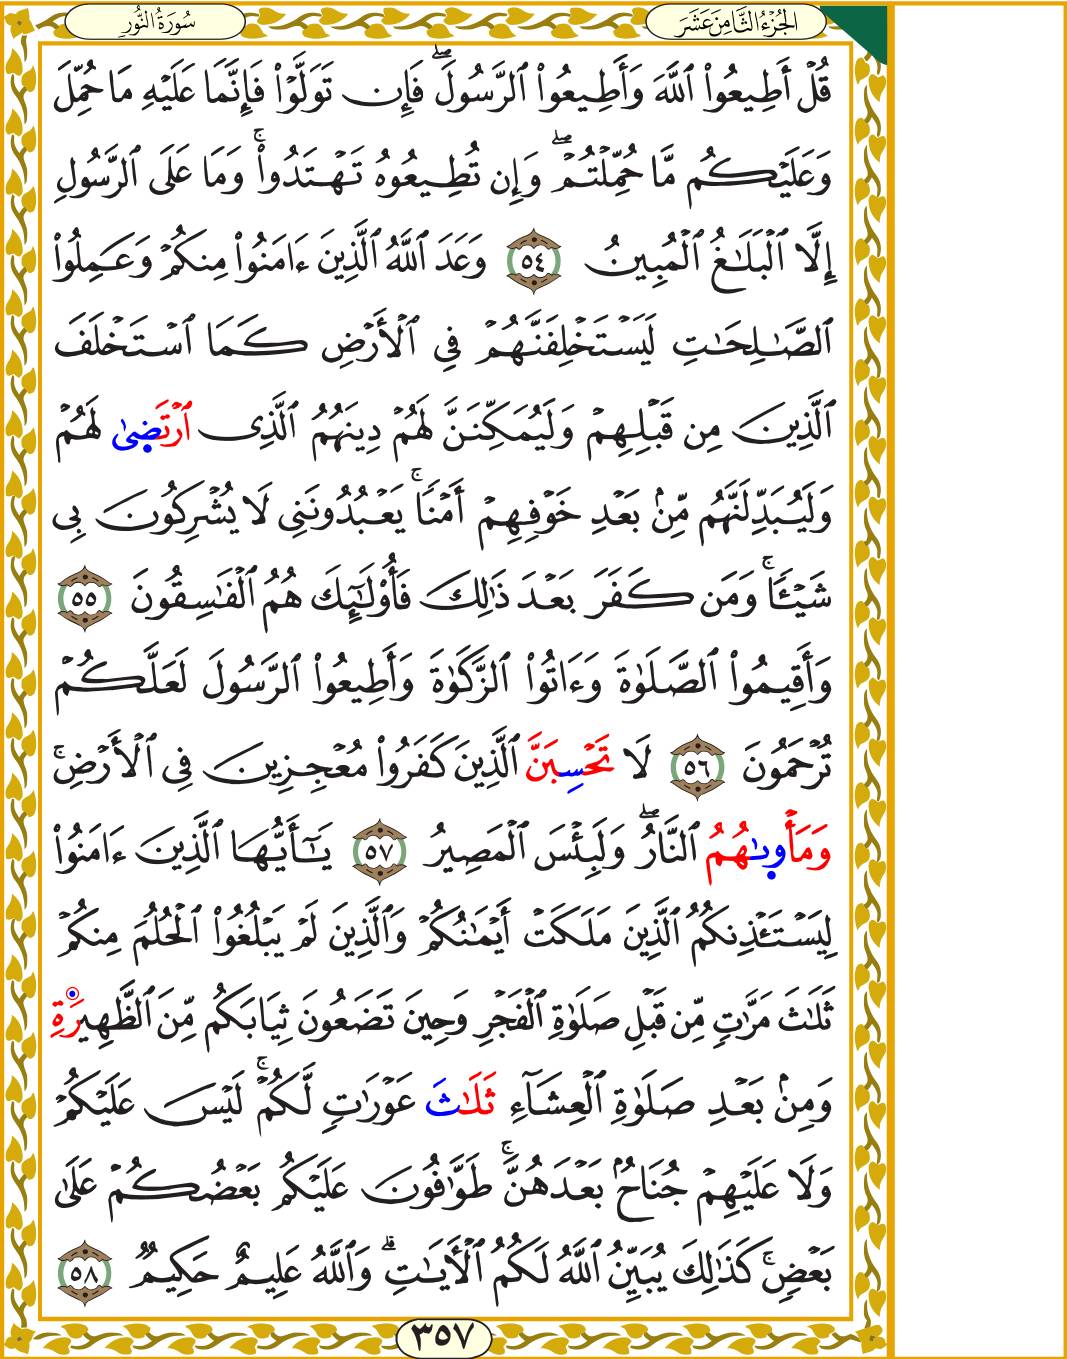 الجُزْءُ الثَّامِنَ عَشَرَ
سُورَةُ النُّورِ
قُلۡ أَطِيعُواْ ٱللَّهَ وَأَطِيعُواْ ٱلرَّسُولَۖ فَإِن تَوَلَّوۡاْ فَإِنَّمَا عَلَيۡهِ مَا حُمِّلَ
وَعَلَيۡكُم مَّا حُمِّلۡتُمۡۖ وَإِن تُطِيعُوهُ تَهۡتَدُواْۚ وَمَا عَلَى ٱلرَّسُولِ
إِلَّا ٱلۡبَلَٰغُ ٱلۡمُبِينُ ٥٤ وَعَدَ ٱللَّهُ ٱلَّذِينَ ءَامَنُواْ مِنكُمۡ وَعَمِلُواْ
ٱلصَّٰلِحَٰتِ لَيَسۡتَخۡلِفَنَّهُمۡ فِي ٱلۡأَرۡضِ كَمَا ٱسۡتَخۡلَفَ
ٱلَّذِينَ مِن قَبۡلِهِمۡ وَلَيُمَكِّنَنَّ لَهُمۡ دِينَهُمُ ٱلَّذِي ٱرۡتَضٜىٰ لَهُمۡ
وَلَيُبَدِّلَنَّهُم مِّنۢ بَعۡدِ خَوۡفِهِمۡ أَمۡنٗاۚ يَعۡبُدُونَنِي لَا يُشۡرِكُونَ بِي
شَيۡـٔٗاۚ وَمَن كَفَرَ بَعۡدَ ذَٰلِكَ فَأُوْلَٰٓئِكَ هُمُ ٱلۡفَٰسِقُونَ ٥٥
وَأَقِيمُواْ ٱلصَّلَوٰةَ وَءَاتُواْ ٱلزَّكَوٰةَ وَأَطِيعُواْ ٱلرَّسُولَ لَعَلَّكُمۡ
تُرۡحَمُونَ ٥٦ لَا تَحۡسِبَنَّ ٱلَّذِينَ كَفَرُواْ مُعۡجِزِينَ فِي ٱلۡأَرۡضِۚ
وَمَأۡوٜىٰهُمُ ٱلنَّارُۖ وَلَبِئۡسَ ٱلۡمَصِيرُ ٥٧ يَٰٓأَيُّهَا ٱلَّذِينَ ءَامَنُواْ
لِيَسۡتَـٔۡذِنكُمُ ٱلَّذِينَ مَلَكَتۡ أَيۡمَٰنُكُمۡ وَٱلَّذِينَ لَمۡ يَبۡلُغُواْ ٱلۡحُلُمَ مِنكُمۡ
ثَلَٰثَ مَرَّٰتٖ مِّن قَبۡلِ صَلَوٰةِ ٱلۡفَجۡرِ وَحِينَ تَضَعُونَ ثِيَابَكُم مِّنَ ٱلظَّهِيرَةِ
وَمِنۢ بَعۡدِ صَلَوٰةِ ٱلۡعِشَآءِ ثَلَٰثَ عَوۡرَٰتٖ لَّكُمۡۚ لَيۡسَ عَلَيۡكُمۡ
وَلَا عَلَيۡهِمۡ جُنَاحُۢ بَعۡدَهُنَّۚ طَوَّٰفُونَ عَلَيۡكُم بَعۡضُكُمۡ عَلَىٰ
بَعۡضٖۚ كَذَٰلِكَ يُبَيِّنُ ٱللَّهُ لَكُمُ ٱلۡأٓيَٰتِۗ وَٱللَّهُ عَلِيمٌ حَكِيمٞ ٥٨
٣٥٧